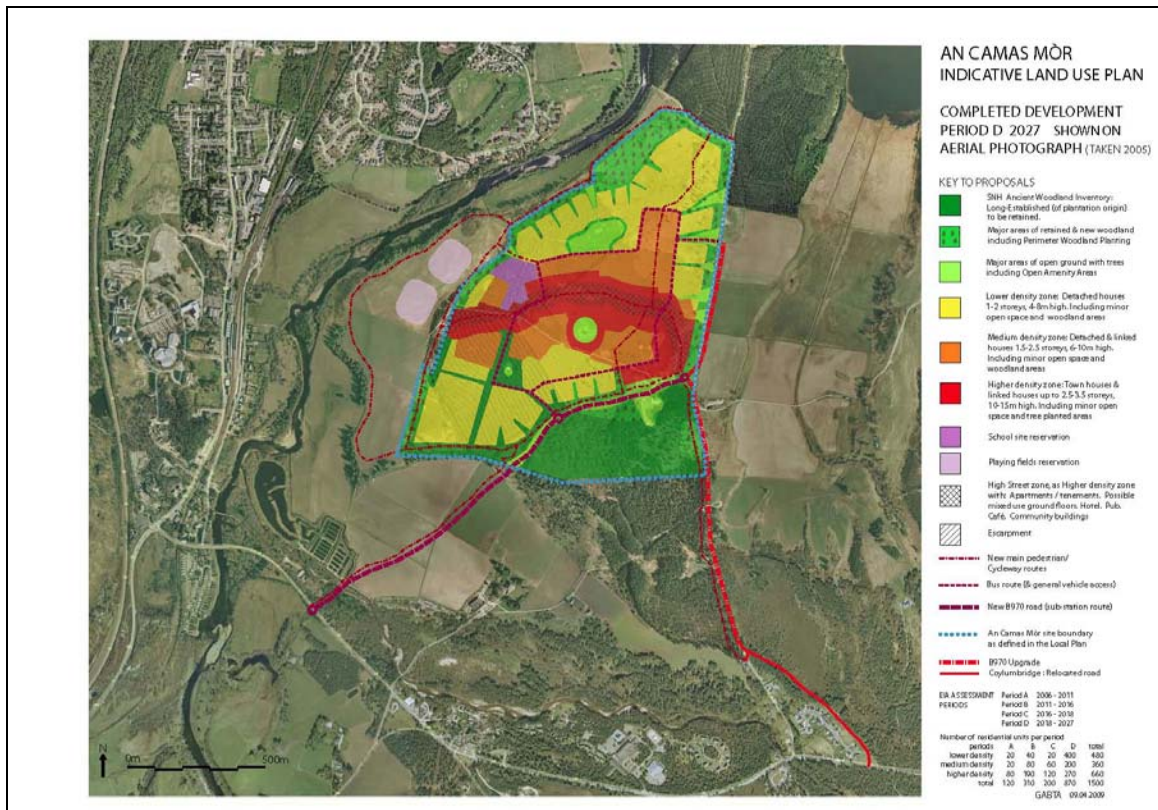 AN CAMAS MÒR
INDICATIVE LAND USE PLAN
COMPLETED DEVELOPMENT
PERIOD D 2027 SHOWN ON
AERIAL PHOTOGRAPH (TAKEN 2005)
KEY TO PROPOSALS
SNH Ancient Woodland Inventory:
Long-Established (of plantation origin)
to be retained.
Major areas of retained & new woodland
including Perimeter Woodland Planting
Major areas of open ground with trees
including Open Amenity Areas
Lower density zone: Detached houses
1-2 storeys, 4-8m high. Including minor
open space and woodland areas
Medium density zone: Detached & linked
houses 1.5-2.5 storeys, 6-10m high.
Including minor open space and
woodland areas
Higher density zone: Town houses &
linked houses up to 2.5-3.5 storeys,
10-15m high. Including minor open
space and tree planted areas
School site reservation
Playing fields reservation
High Street zone, as Higher density zone
with: Apartments / tenements. Possible
mixed use ground floors. Hotel. Pub.
Café. Community buildings
Escarpment
New main pedestrian/
Cycleway routes
Bus route (& general vehicle access)
New B970 road (sub-station route)
An Camas Mòr site boundary
as defined in the Local Plan
B970 Upgrade
Coylumbridge : Relocated road
EIA ASSESSMENT Period A 2006 - 2011
PERIODS Period B 2011 - 2016
Period C 2016 - 2018
Period D 2018 - 2027
Number of residential units per period
periods A B C D total
lower density 20 40 20 400 480
medium density 20 80 60 200 360
higher density 80 190 120 270 660
total 120 310 200 870 1500
GABTA 09.04.2009
N
0m 500m